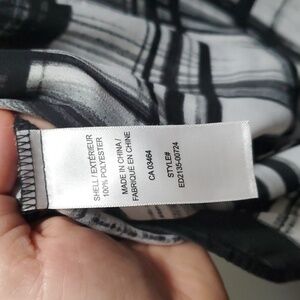 SHELL / EXTÉRIEUR
100% POLYESTER
MADE IN CHINA /
FABRIQUÉ EN CHINE
CA 03464
STYLE#
ED2135-00724